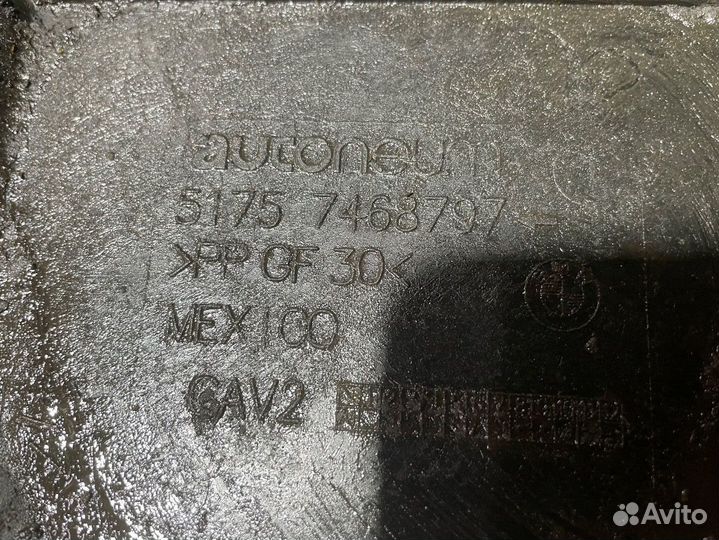 autoneum
5175 7468797
>PP GF 30<
MEXICO
CAV2
Avito